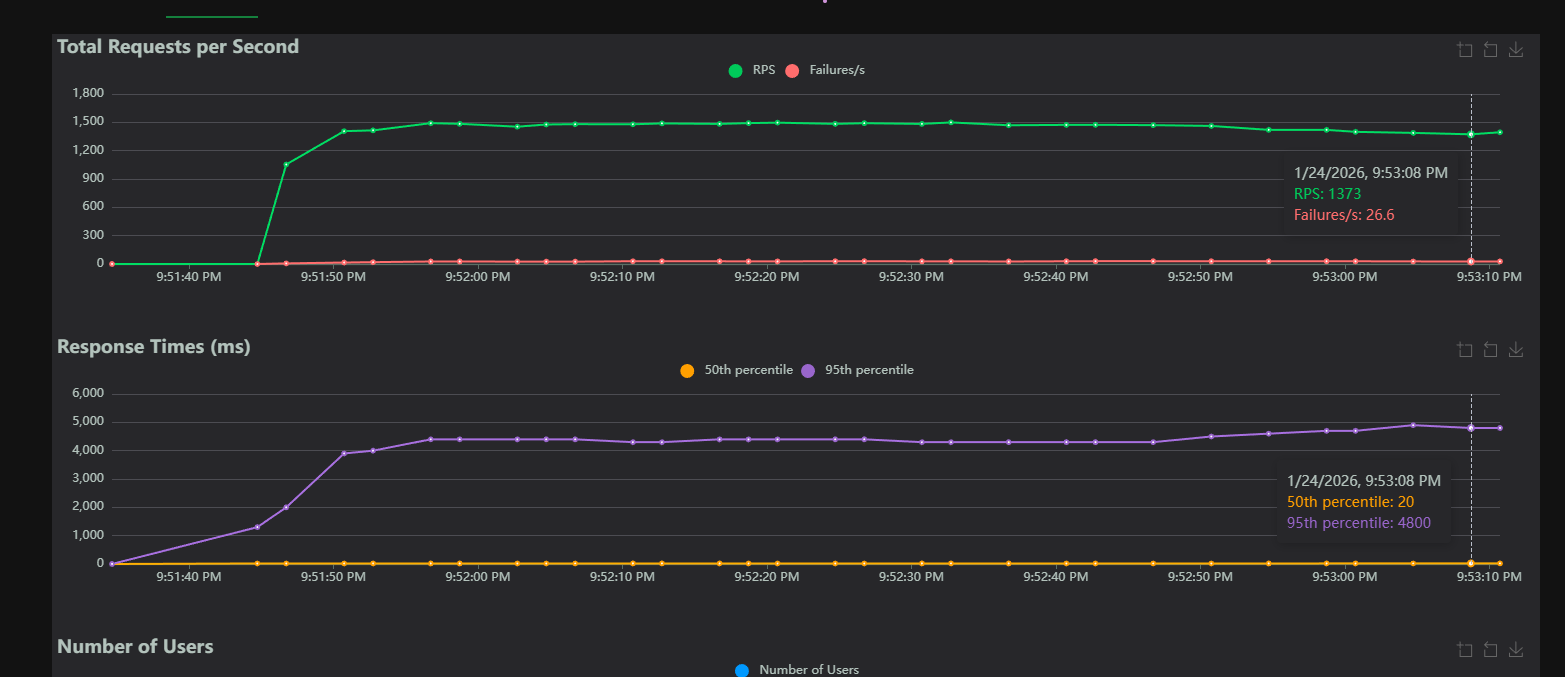 Total Requests per Second
RPS Failures/s
1,800
1,500
1,200
900
600
300
0
1/24/2026, 9:53:08 PM
RPS: 1373
Failures/s: 26.6
9:51:40 PM 9:51:50 PM 9:52:00 PM 9:52:10 PM 9:52:20 PM 9:52:30 PM 9:52:40 PM 9:52:50 PM 9:53:00 PM 9:53:10 PM
Response Times (ms)
50th percentile 95th percentile
6,000
5,000
4,000
3,000
2,000
1,000
0
1/24/2026, 9:53:08 PM
50th percentile: 20
95th percentile: 4800
9:51:40 PM 9:51:50 PM 9:52:00 PM 9:52:10 PM 9:52:20 PM 9:52:30 PM 9:52:40 PM 9:52:50 PM 9:53:00 PM 9:53:10 PM
Number of Users
Number of Users